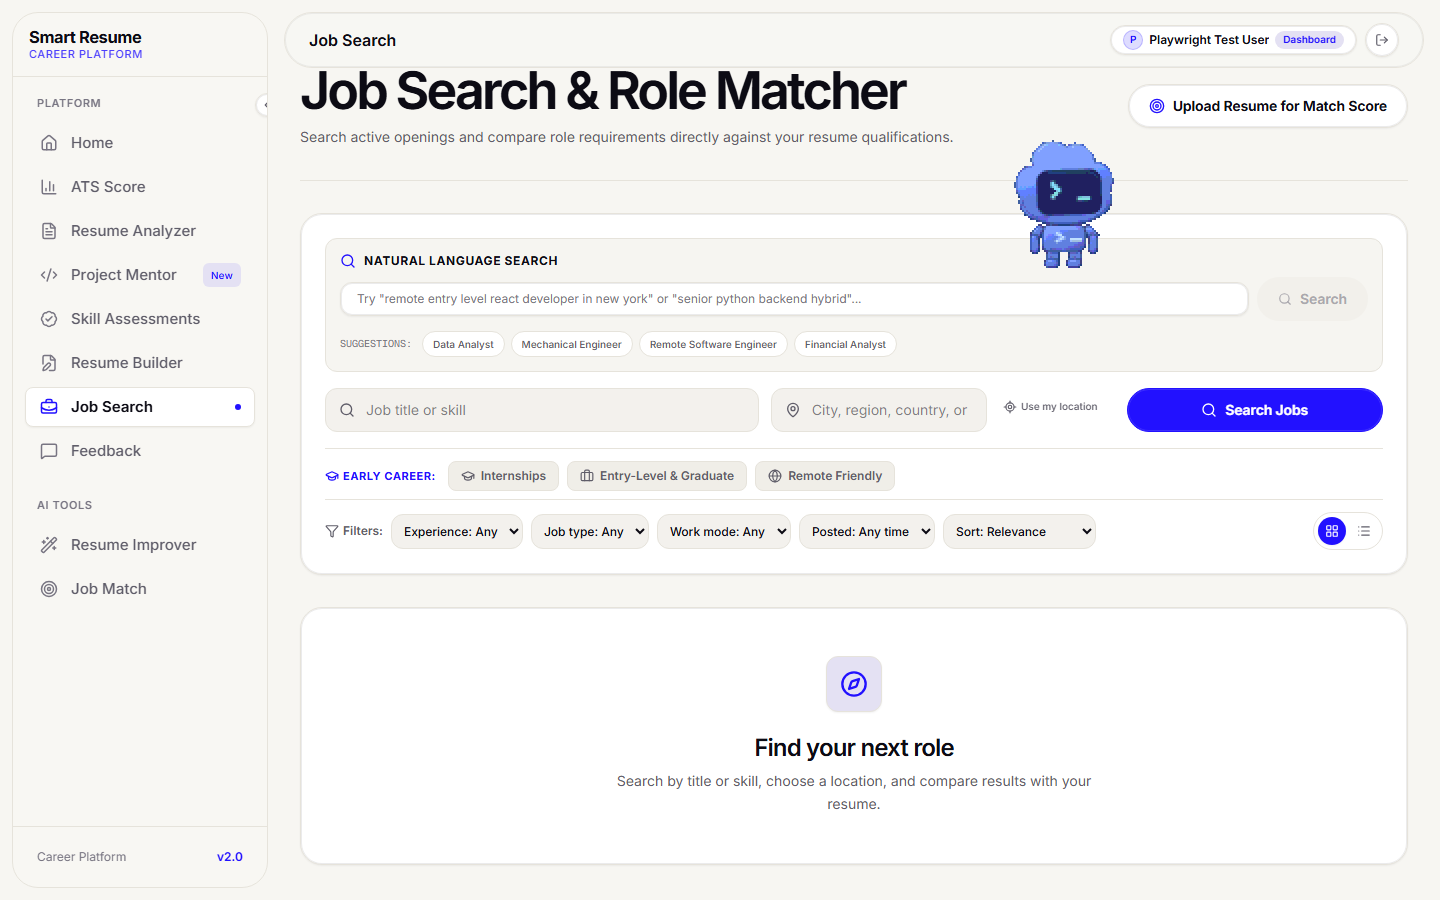 Smart Resume
CAREER PLATFORM
PLATFORM
Home
ATS Score
Resume Analyzer
Project Mentor New
Skill Assessments
Resume Builder
Job Search
Feedback
AI TOOLS
Resume Improver
Job Match
Career Platform v2.0
Job Search
P Playwright Test User Dashboard
Job Search & Role Matcher
Search active openings and compare role requirements directly against your resume qualifications.
Upload Resume for Match Score
NATURAL LANGUAGE SEARCH
Try "remote entry level react developer in new york" or "senior python backend hybrid"...
Search
SUGGESTIONS: Data Analyst Mechanical Engineer Remote Software Engineer Financial Analyst
Job title or skill
City, region, country, or
Use my location
Search Jobs
EARLY CAREER: Internships Entry-Level & Graduate Remote Friendly
Filters: Experience: Any Job type: Any Work mode: Any Posted: Any time Sort: Relevance
Find your next role
Search by title or skill, choose a location, and compare results with your
resume.